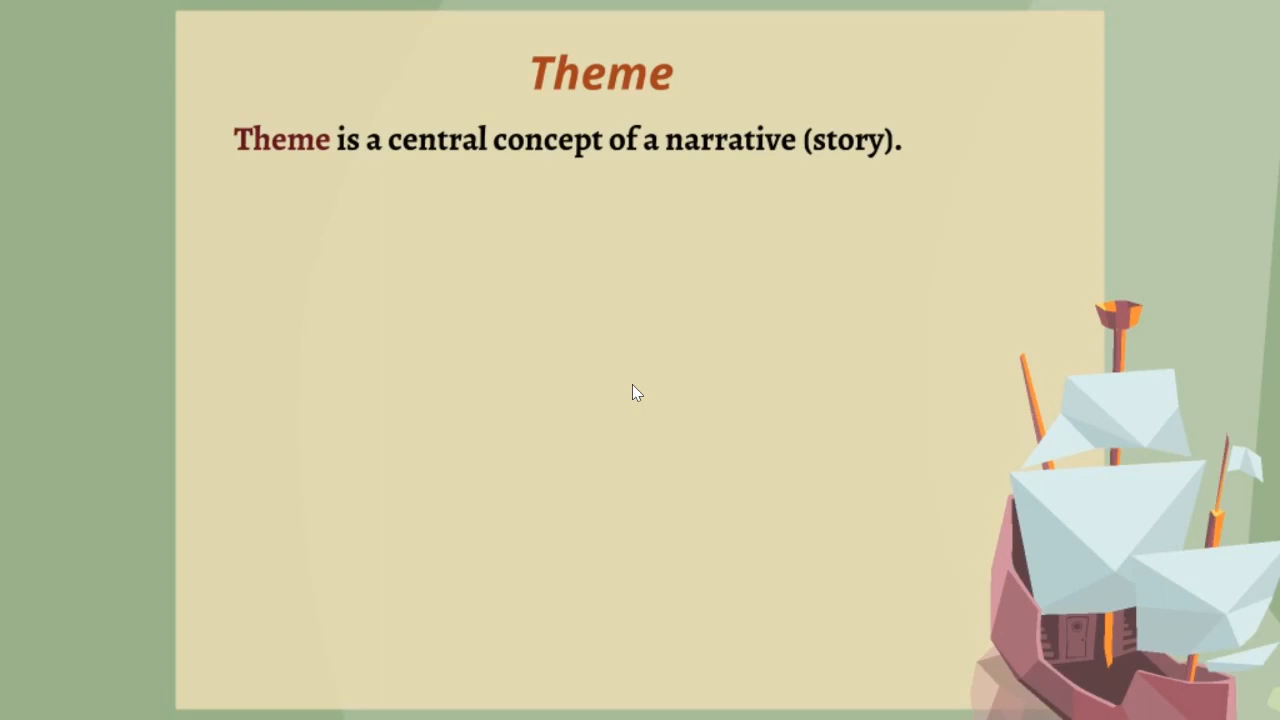 Theme
Theme is a central concept of a narrative (story).